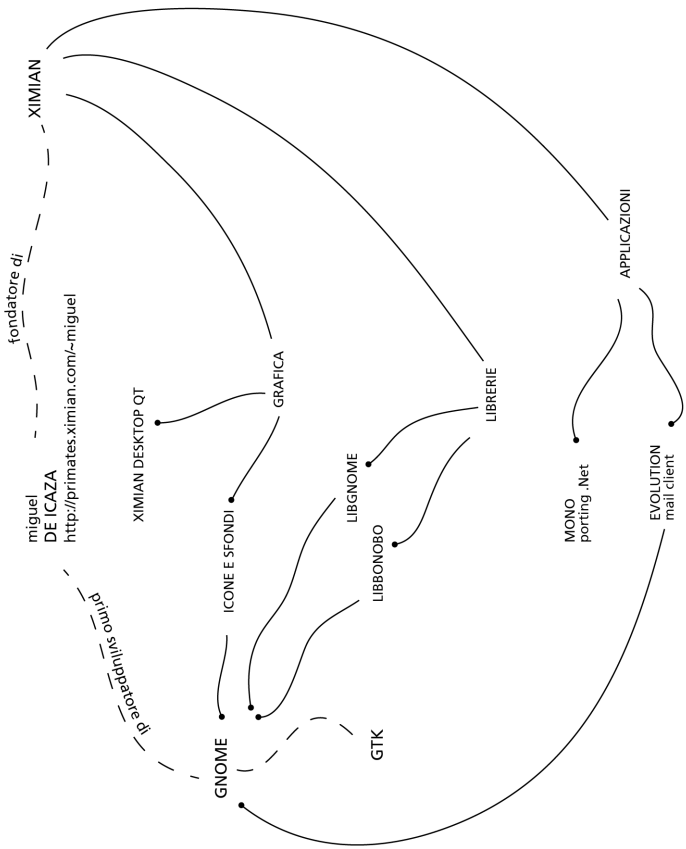 XIMIAN
fondatore di
miguel
DE ICAZA
http://primates.ximian.com/~miguel
primo sviluppatore di
GNOME
GTK
GRAFICA
XIMIAN DESKTOP QT
ICONE E SFONDI
LIBRERIE
LIBGNOME
LIBBONOBO
APPLICAZIONI
MONO
porting .Net
EVOLUTION
mail client